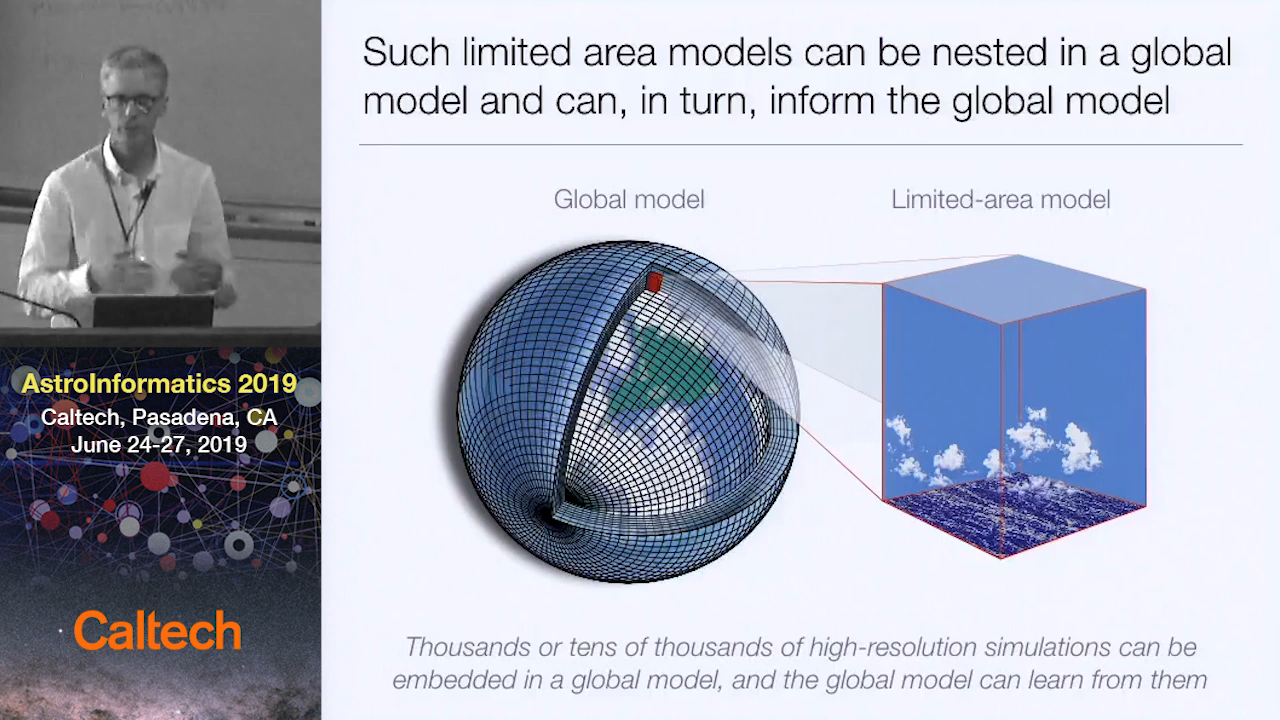 Such limited area models can be nested in a global
model and can, in turn, inform the global model
Global model
Limited-area model
Thousands or tens of thousands of high-resolution simulations can be
embedded in a global model, and the global model can learn from them
AstroInformatics 2019
Caltech, Pasadena, CA
June 24-27, 2019
Caltech